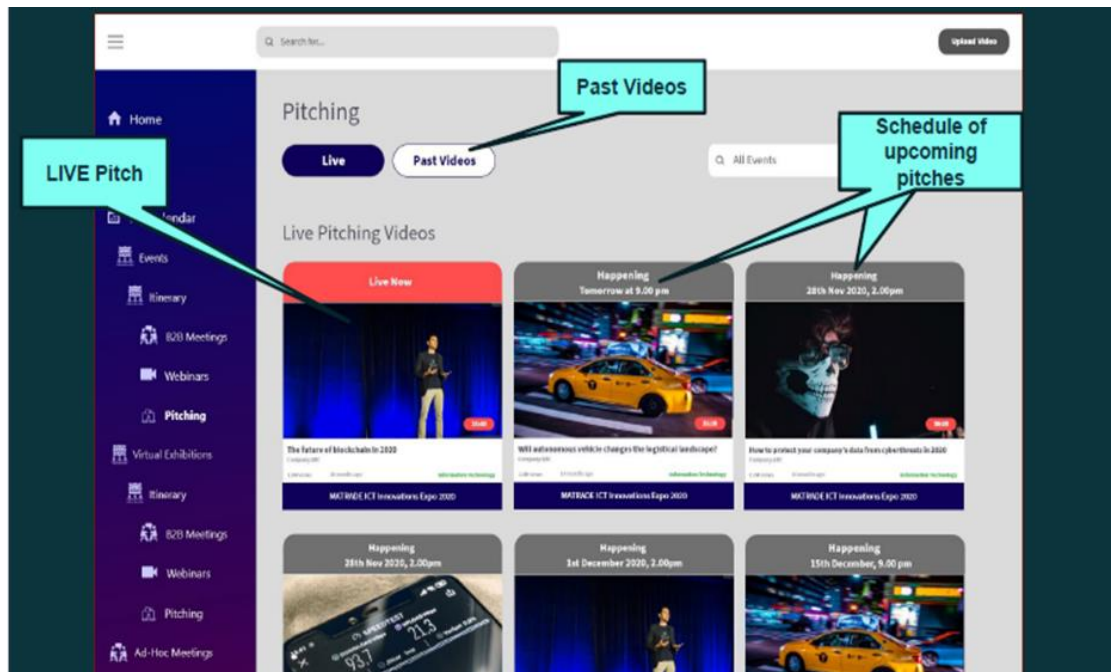 Search for...
Upload Video
Past Videos
Pitching
Home
Schedule of
upcoming
pitches
Live
Past Videos
All Events
LIVE Pitch
Events
Live Pitching Videos
Itinerary
B2B Meetings
Webinars
Pitching
Virtual Exhibitions
Itinerary
B2B Meetings
Webinars
Pitching
Ad-Hoc Meetings
Live Now
The future of blockchain in 2020
Information Technology
MATRADE ICT Innovations Expo 2020
Happening
Tomorrow at 9.00 pm
Will autonomous vehicle changes the logistical landscape?
Information Technology
MATRADE ICT Innovations Expo 2020
Happening
28th Nov 2020, 2.00pm
How to protect your company's data from cyberthreats in 2020
Information Technology
MATRADE ICT Innovations Expo 2020
Happening
28th Nov 2020, 2.00pm
SPEEDTEST
93.7
21.3
Happening
1st December 2020, 2.00pm
Happening
15th December, 9.00 pm